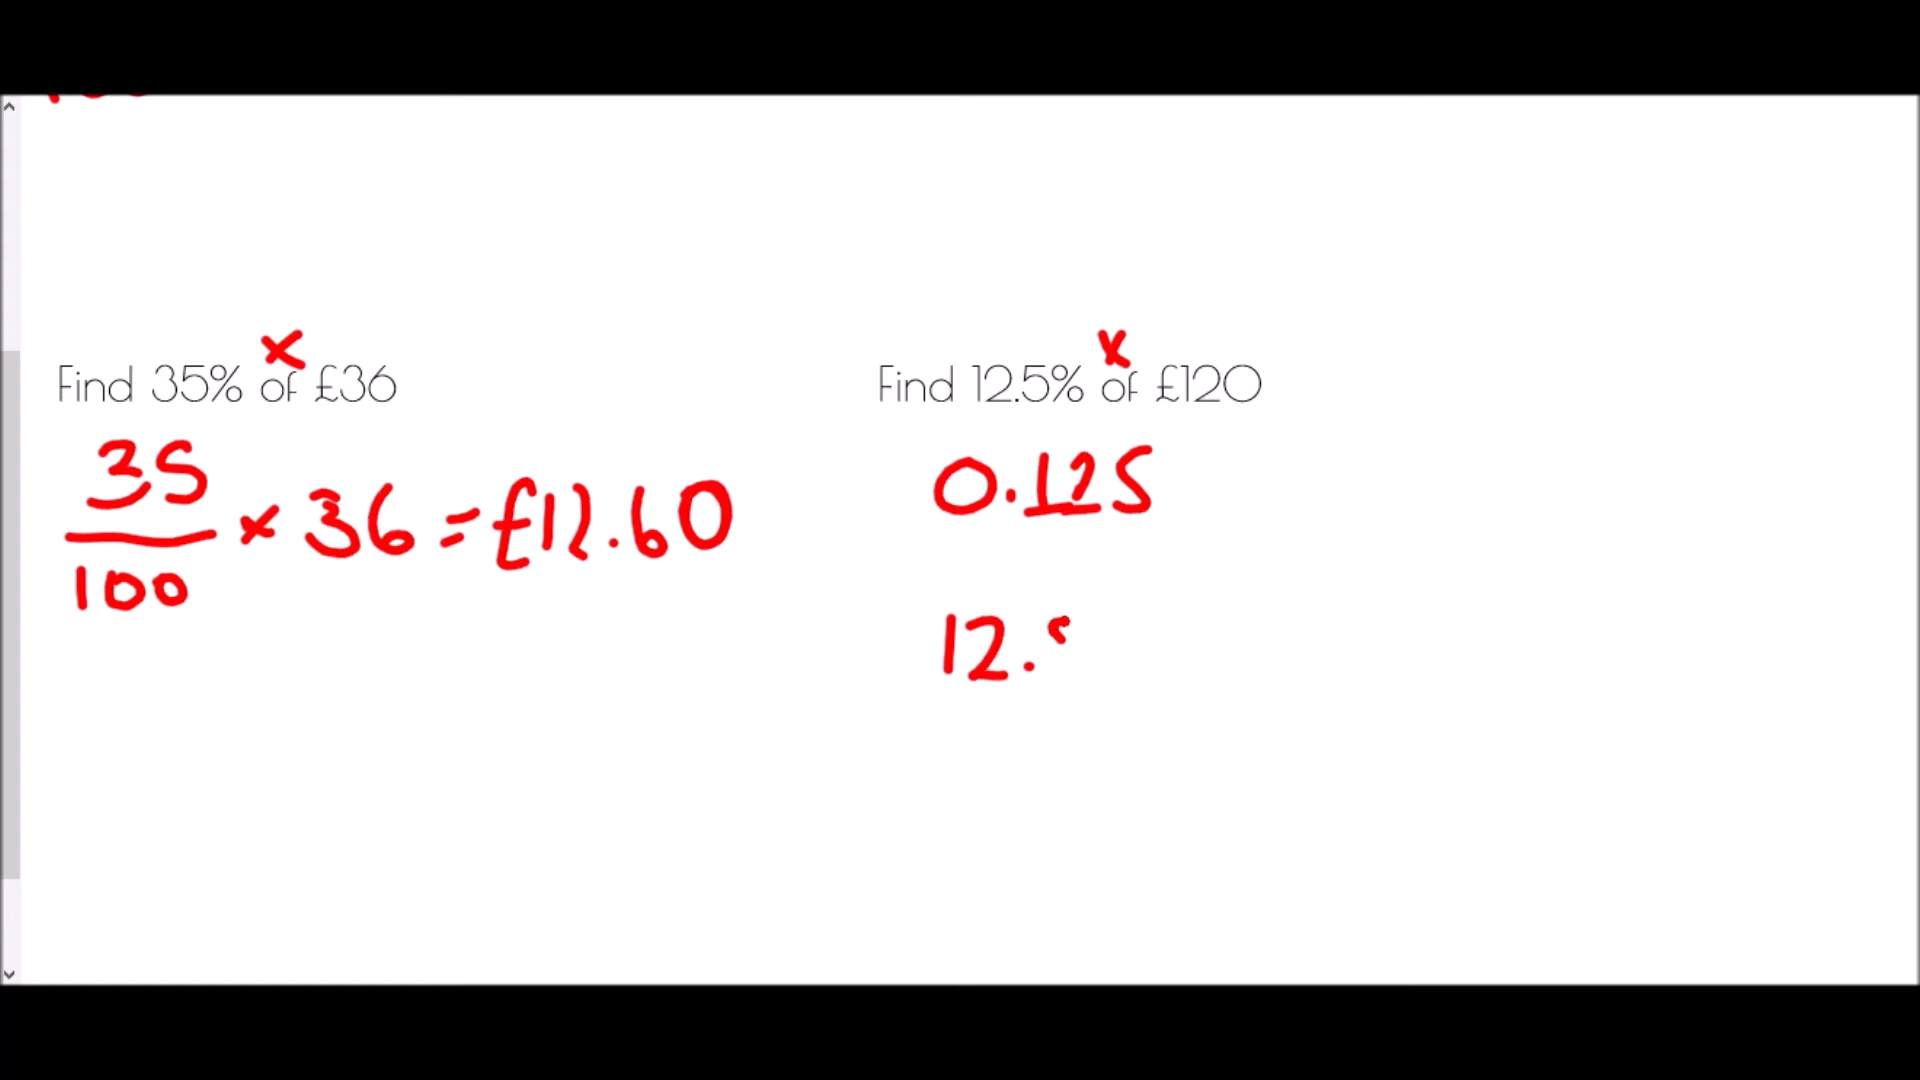 x
Find 35% of £36
35
100
× 36 = £12.60
x
Find 12.5% of £120
0.125
12.